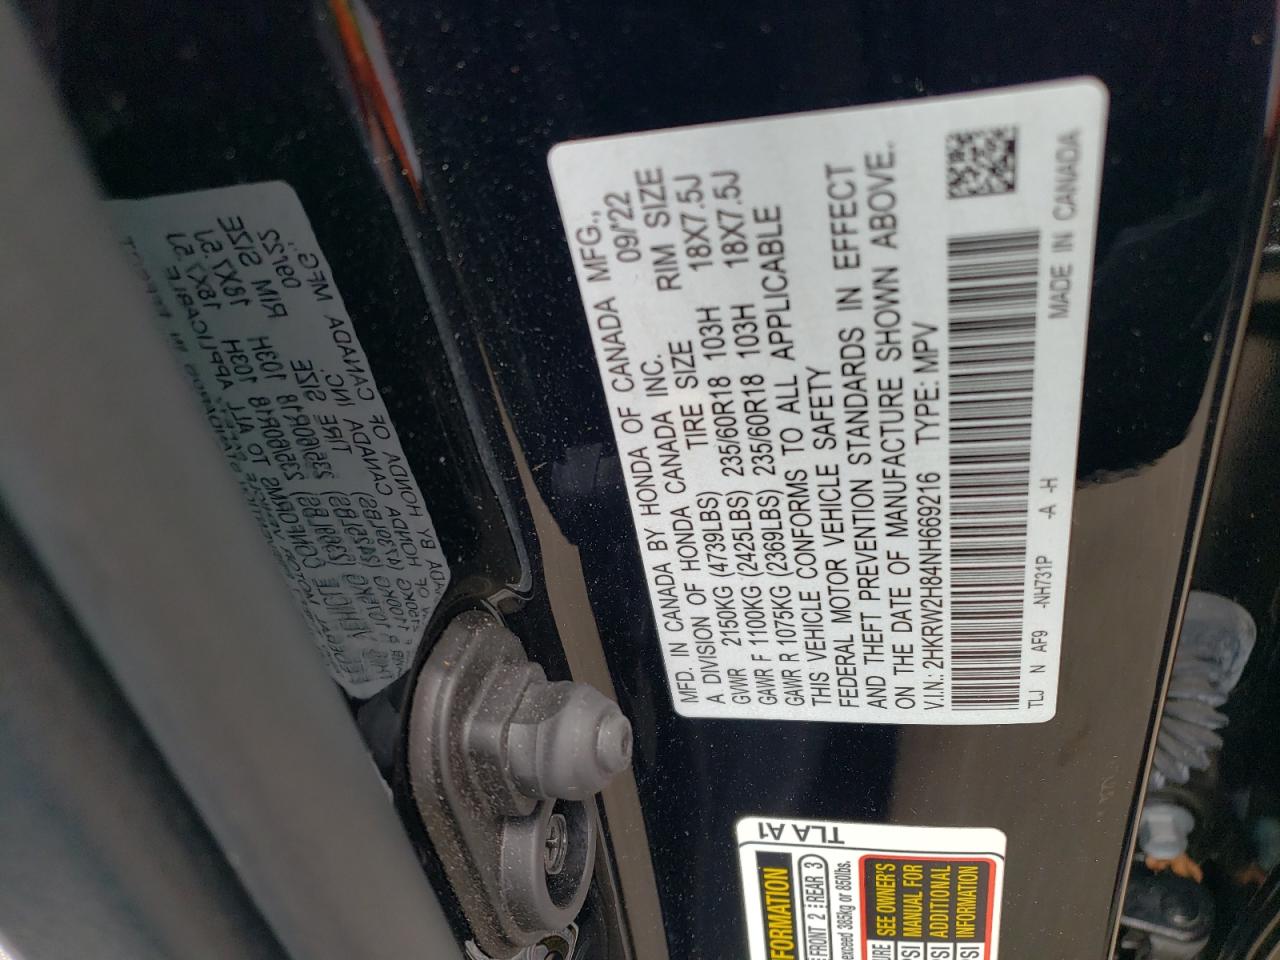 MFD. IN CANADA BY HONDA OF CANADA MFG.,
A DIVISION OF HONDA CANADA INC. 09/22
TIRE SIZE RIM SIZE
GVWR 2150KG (4739LBS)
GAWR F 1100KG (2425LBS) 235/60R18 103H 18X7.5J
GAWR R 1075KG (2369LBS) 235/60R18 103H 18X7.5J
THIS VEHICLE CONFORMS TO ALL APPLICABLE
FEDERAL MOTOR VEHICLE SAFETY
AND THEFT PREVENTION STANDARDS IN EFFECT
ON THE DATE OF MANUFACTURE SHOWN ABOVE.
V.I.N.: 2HKRW2H84NH669216 TYPE: MPV
TLJ N AF9 -NH731P -A -H MADE IN CANADA
TLA A1
FORMATION
FRONT 2 REAR 3
exceed 385kg or 850lbs.
SEE OWNER'S
MANUAL FOR
ADDITIONAL
INFORMATION